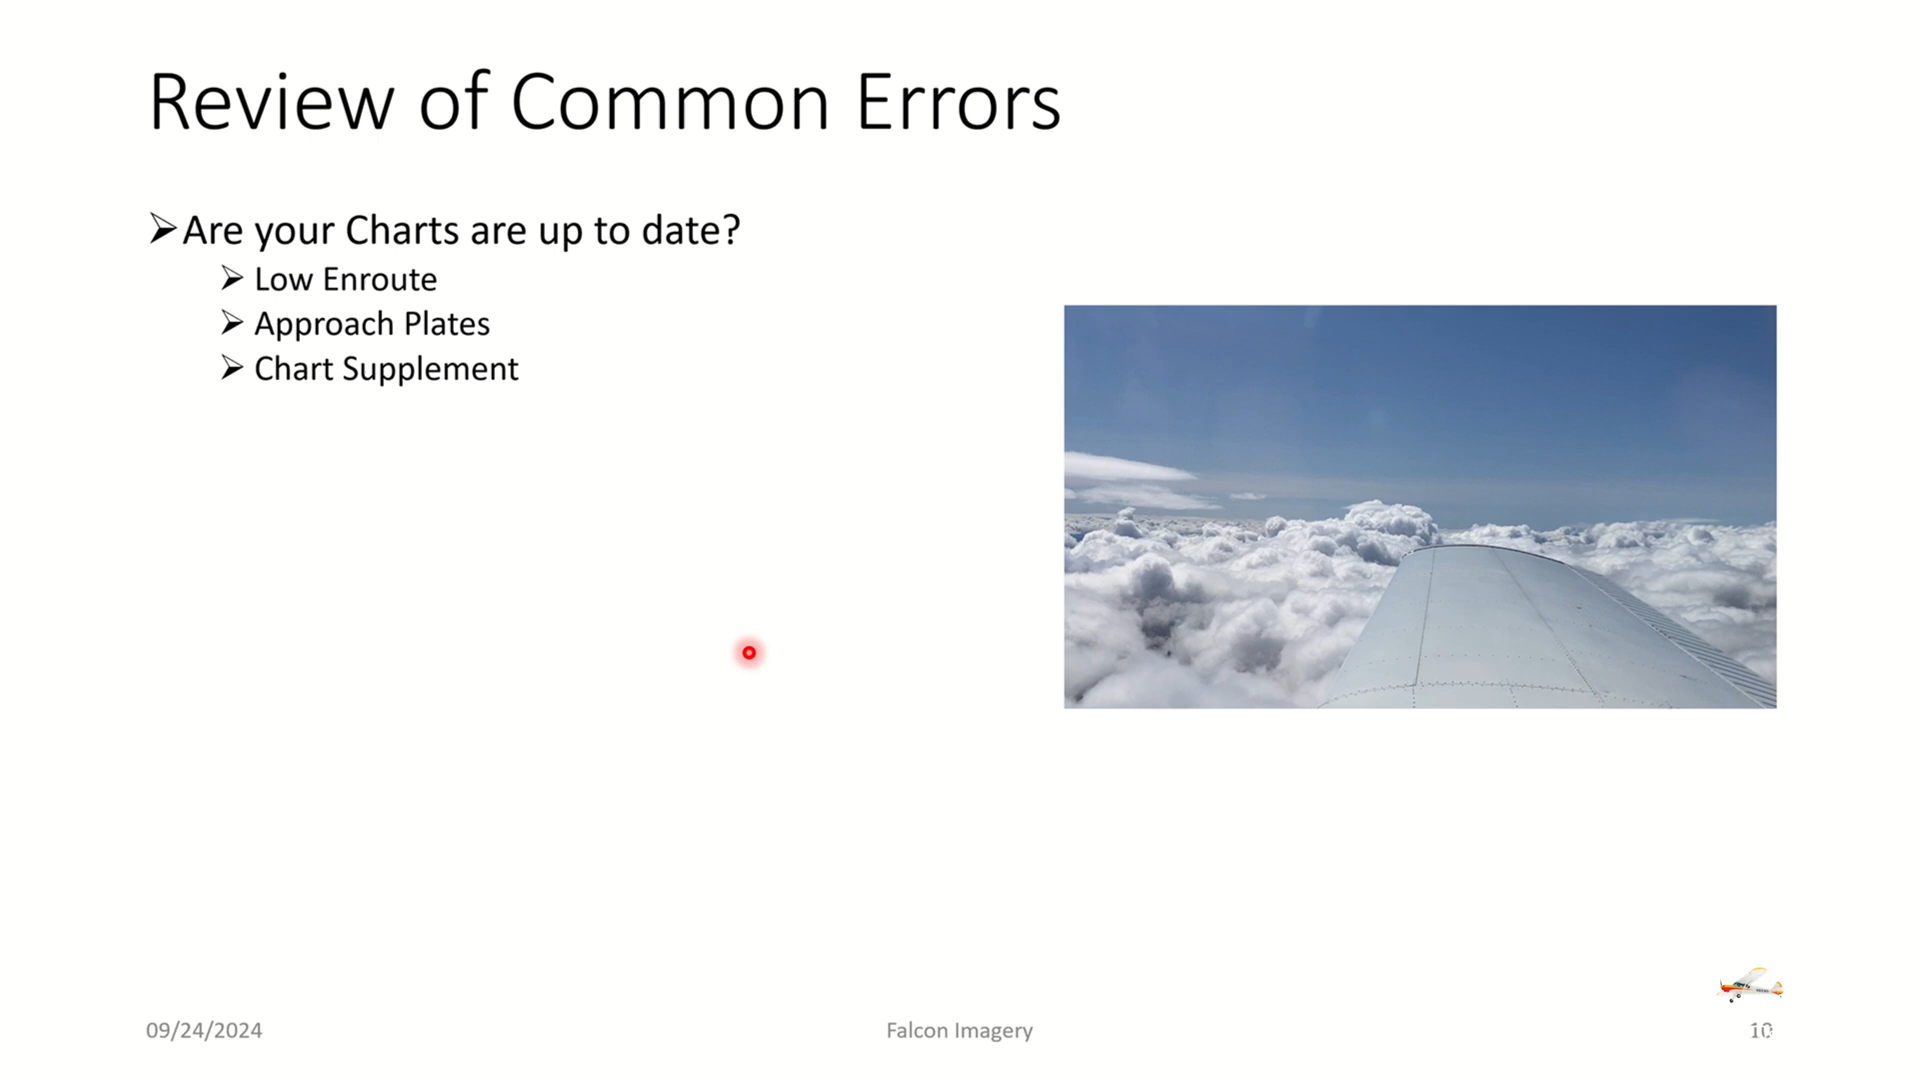 Review of Common Errors
Are your Charts are up to date?
Low Enroute
Approach Plates
Chart Supplement
09/24/2024
Falcon Imagery
10